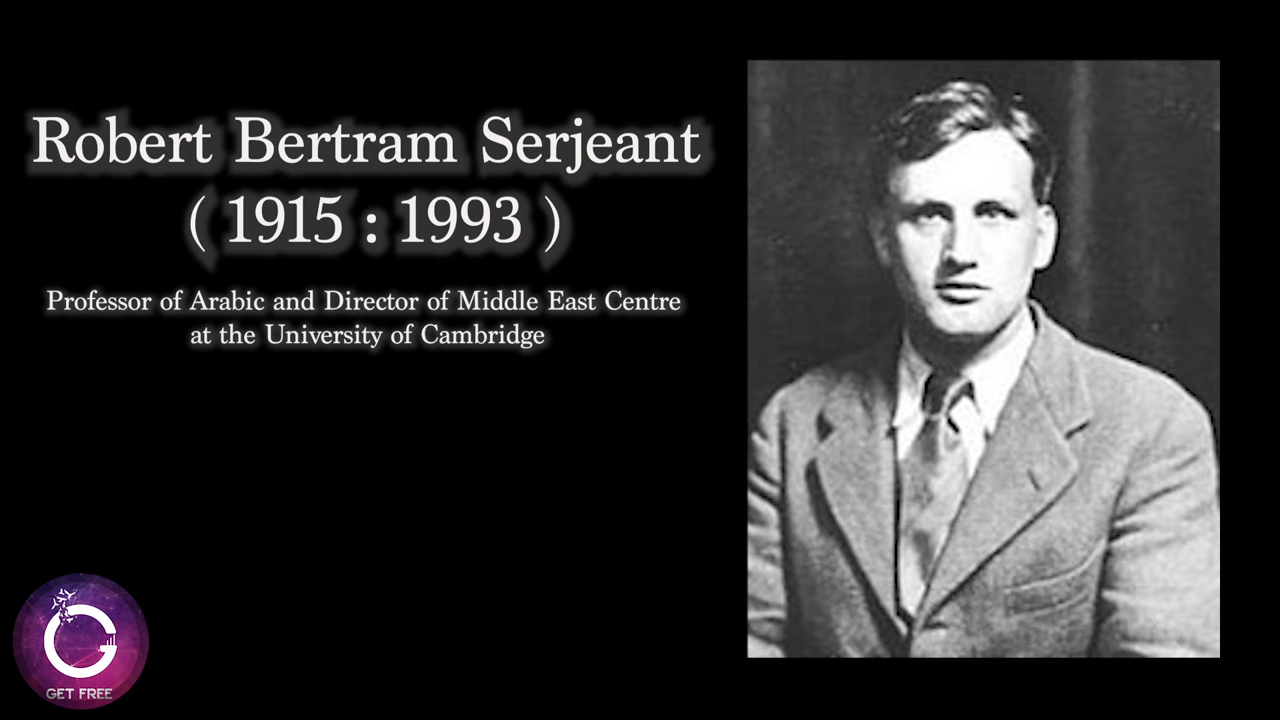 Robert Bertram Serjeant
( 1915 : 1993 )
Professor of Arabic and Director of Middle East Centre
at the University of Cambridge
GET FREE